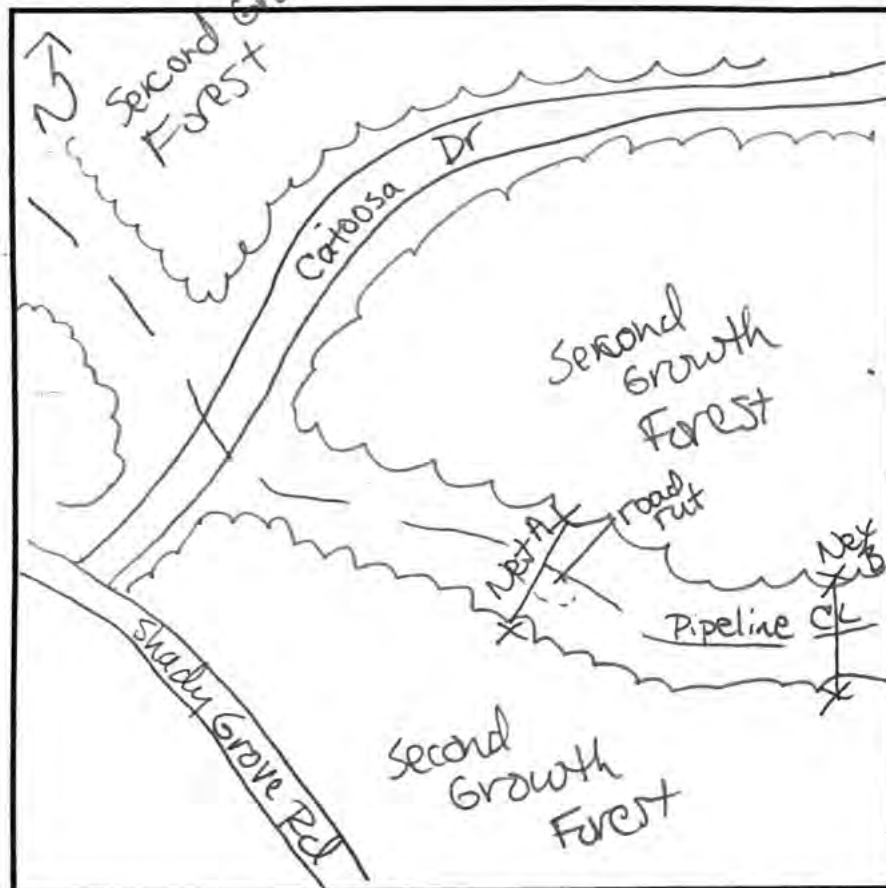 N
Second
Forest
Catoosa Dr
Second
Growth
Forest
Net A
road
rut
Net
B
Pipeline CL
Shady Grove Rd
Second
Growth
Forest